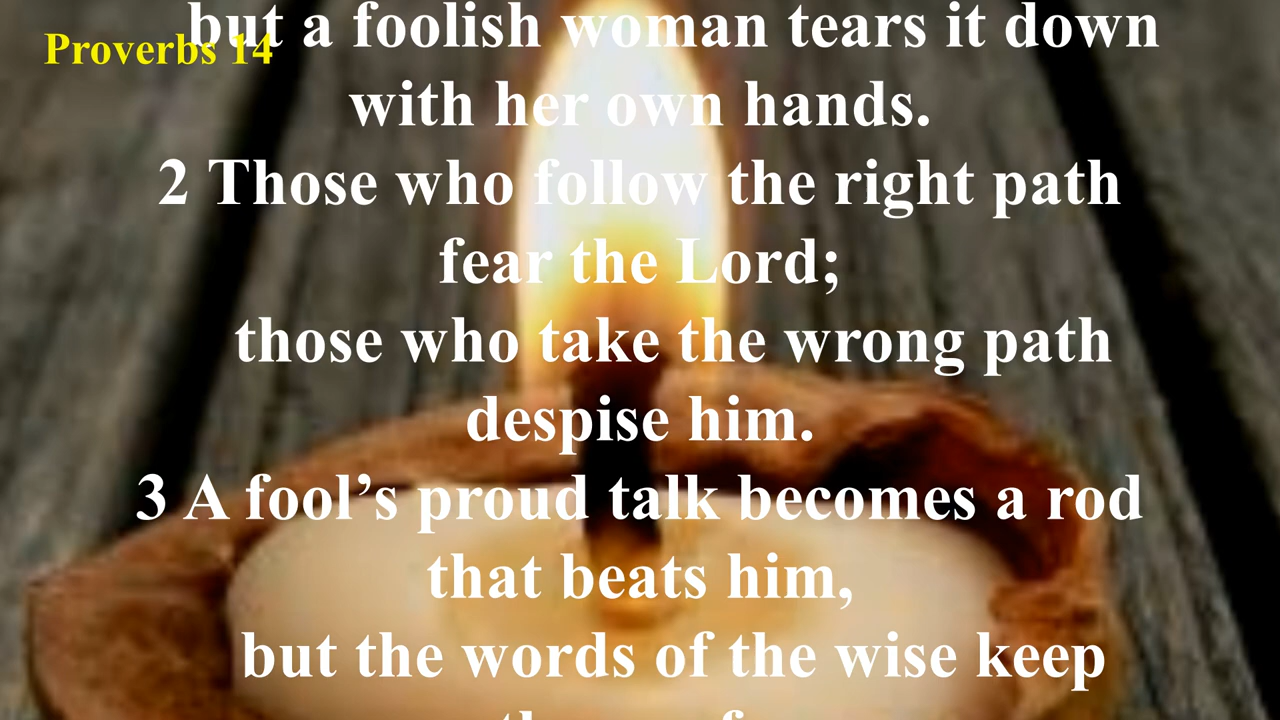 Proverbs 14
but a foolish woman tears it down
with her own hands.
2 Those who follow the right path
fear the Lord;
those who take the wrong path
despise him.
3 A fool’s proud talk becomes a rod
that beats him,
but the words of the wise keep